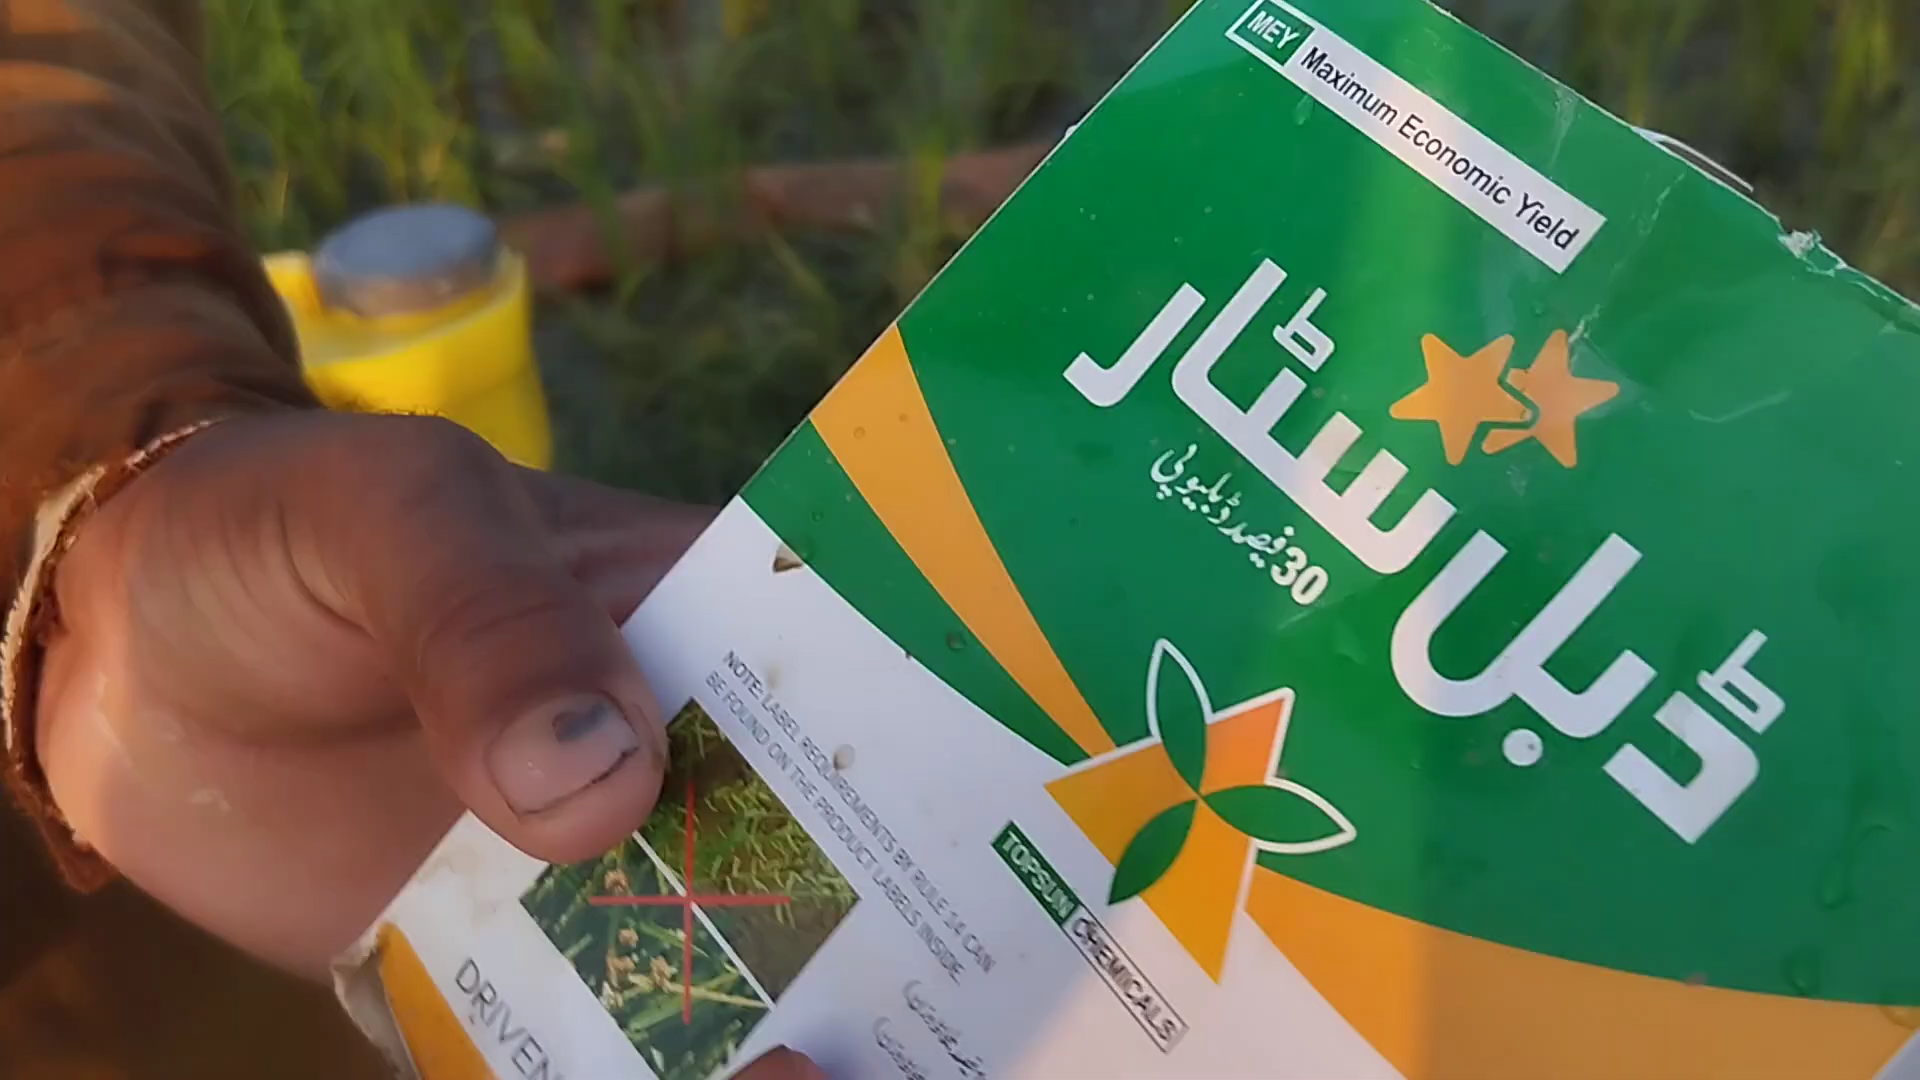 MEY Maximum Economic Yield
ڈبل سٹار
30 فیصد ڈبلیو پی
TOPSUN CHEMICALS
NOTE: LABEL REQUIREMENTS BY RULE 14 CAN
BE FOUND ON THE PRODUCT LABELS INSIDE
DRIVEN